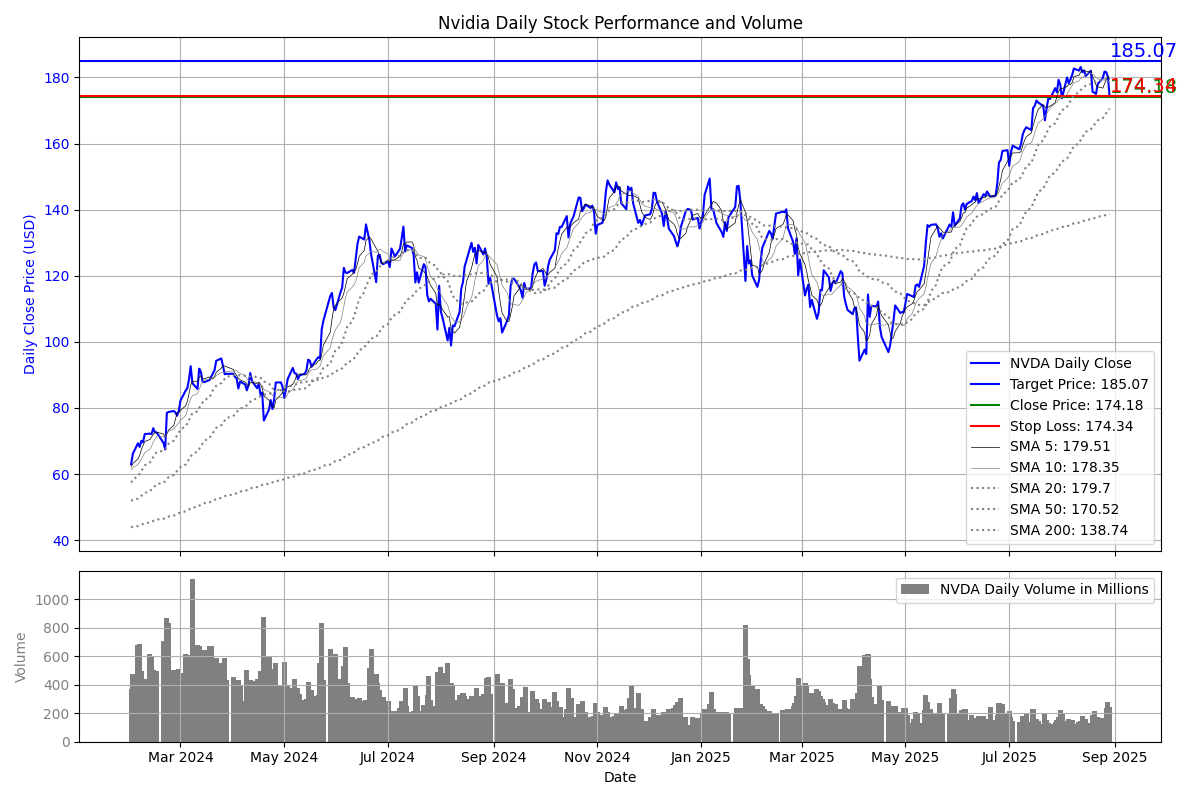 Nvidia Daily Stock Performance and Volume
185.07
180
174.18
174.34
160
140
120
100
80
60
40
Daily Close Price (USD)
NVDA Daily Close
Target Price: 185.07
Close Price: 174.18
Stop Loss: 174.34
SMA 5: 179.51
SMA 10: 178.35
SMA 20: 179.7
SMA 50: 170.52
SMA 200: 138.74
NVDA Daily Volume in Millions
1000
800
600
400
200
0
Volume
Mar 2024 May 2024 Jul 2024 Sep 2024 Nov 2024 Jan 2025 Mar 2025 May 2025 Jul 2025 Sep 2025
Date